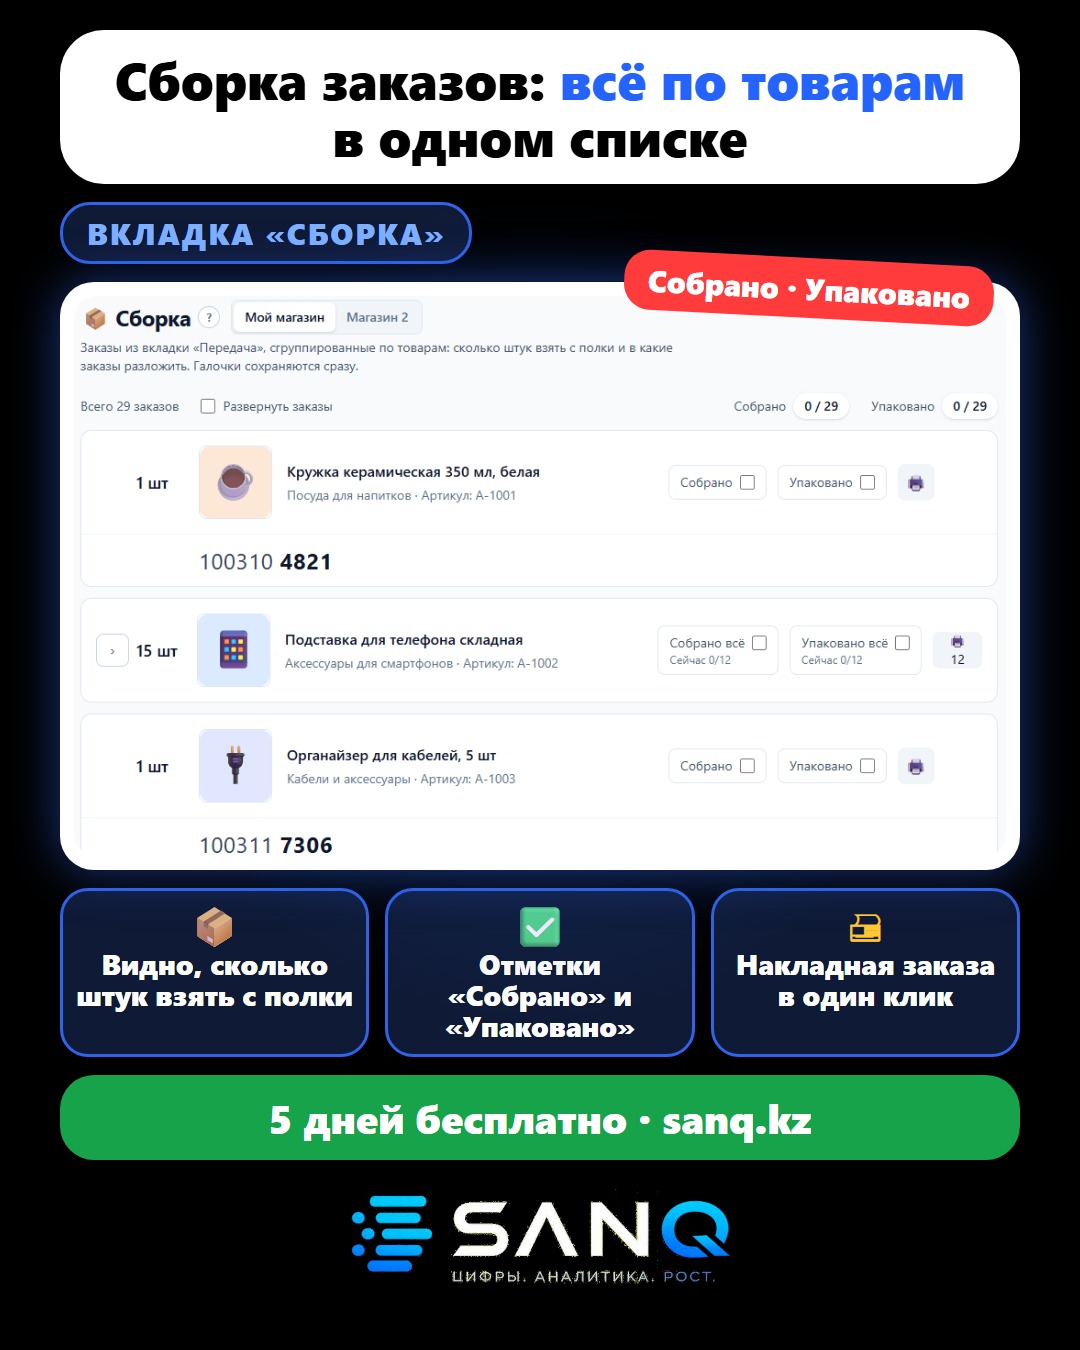 Сборка заказов: всё по товарам
в одном списке
ВКЛАДКА «СБОРКА»
Собрано · Упаковано
Сборка ? Мой магазин Магазин 2
Заказы из вкладки «Передача», сгруппированные по товарам: сколько штук взять с полки и в какие
заказы разложить. Галочки сохраняются сразу.
Всего 29 заказов Развернуть заказы Собрано 0 / 29 Упаковано 0 / 29
1 шт Кружка керамическая 350 мл, белая Собрано Упаковано
Посуда для напитков · Артикул: A-1001
100310 4821
› 15 шт Подставка для телефона складная Собрано всё Упаковано всё
Аксессуары для смартфонов · Артикул: A-1002 Сейчас 0/12 Сейчас 0/12 12
1 шт Органайзер для кабелей, 5 шт Собрано Упаковано
Кабели и аксессуары · Артикул: A-1003
100311 7306
Видно, сколько
штук взять с полки
Отметки
«Собрано» и
«Упаковано»
Накладная заказа
в один клик
5 дней бесплатно · sanq.kz
SANQ
ЦИФРЫ. АНАЛИТИКА. РОСТ.